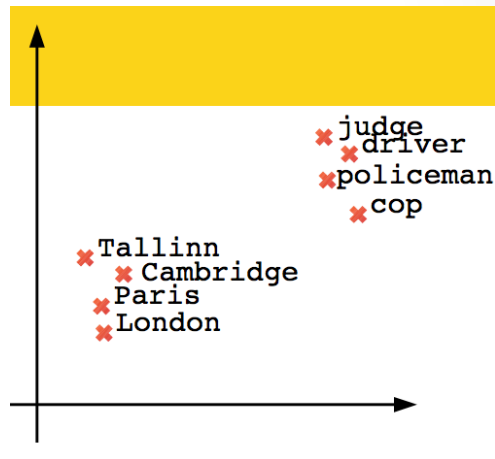 judge
driver
policeman
cop
Tallinn
Cambridge
Paris
London